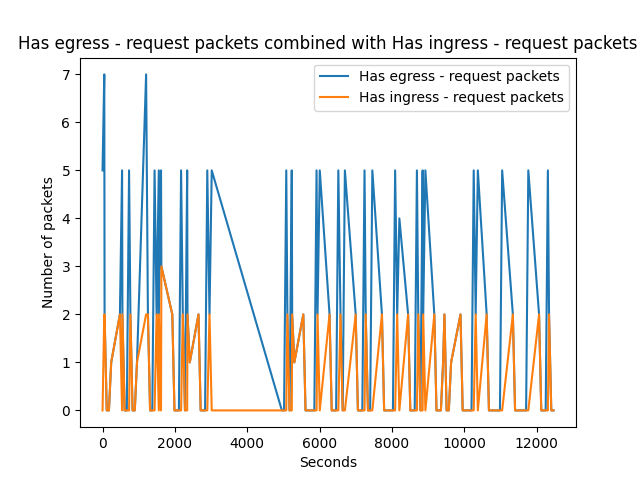 Has egress - request packets combined with Has ingress - request packets
Has egress - request packets
Has ingress - request packets
Number of packets
7
6
5
4
3
2
1
0
0 2000 4000 6000 8000 10000 12000
Seconds